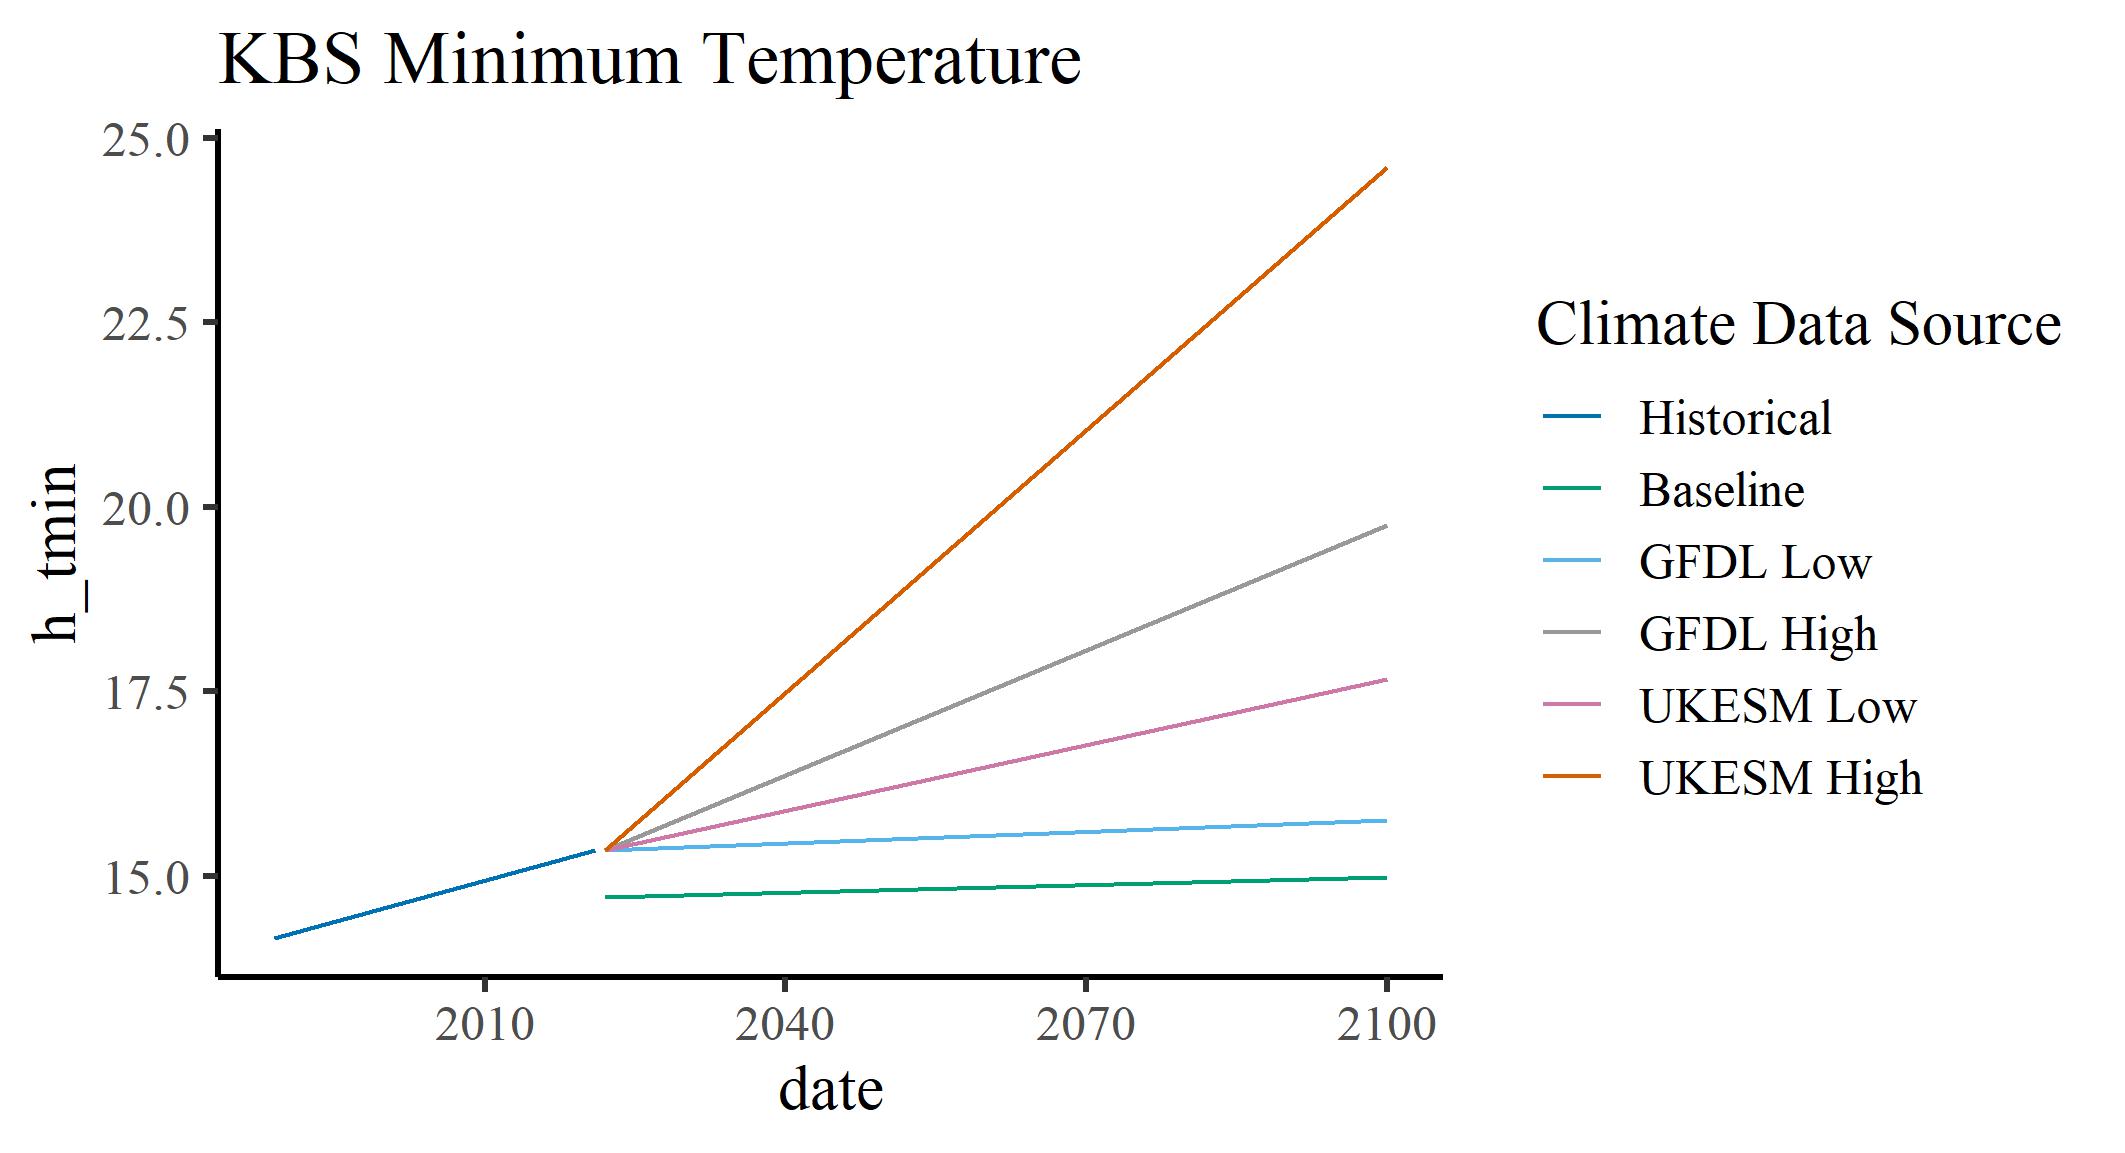 KBS Minimum Temperature
25.0
22.5
20.0
17.5
15.0
h_tmin
2010 2040 2070 2100
date
Climate Data Source
Historical
Baseline
GFDL Low
GFDL High
UKESM Low
UKESM High